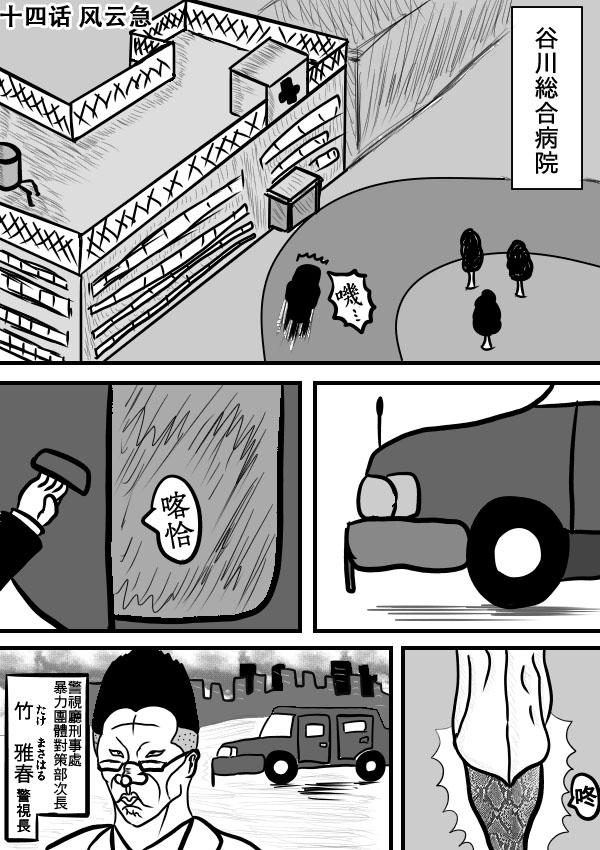 十四话 风云急
谷川総合病院
嘰…
喀恰
咚
警視廳刑事處
暴力團體對策部次長
たけ まさはる
竹 雅春 警視長